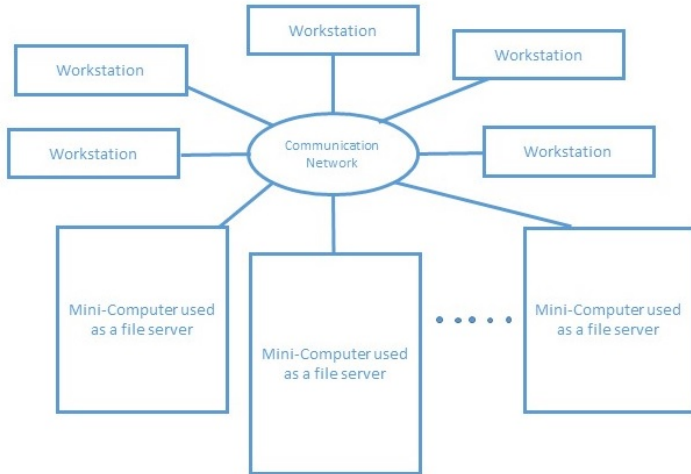 Workstation
Workstation
Workstation
Workstation
Communication
Network
Workstation
Mini-Computer used
as a file server
Mini-Computer used
as a file server
Mini-Computer used
as a file server